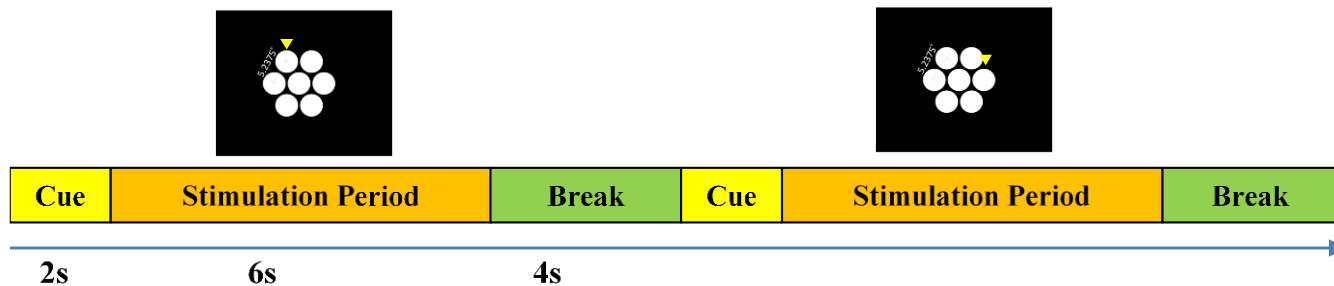 5.2375°
5.2375°
Cue Stimulation Period Break Cue Stimulation Period Break
2s 6s 4s